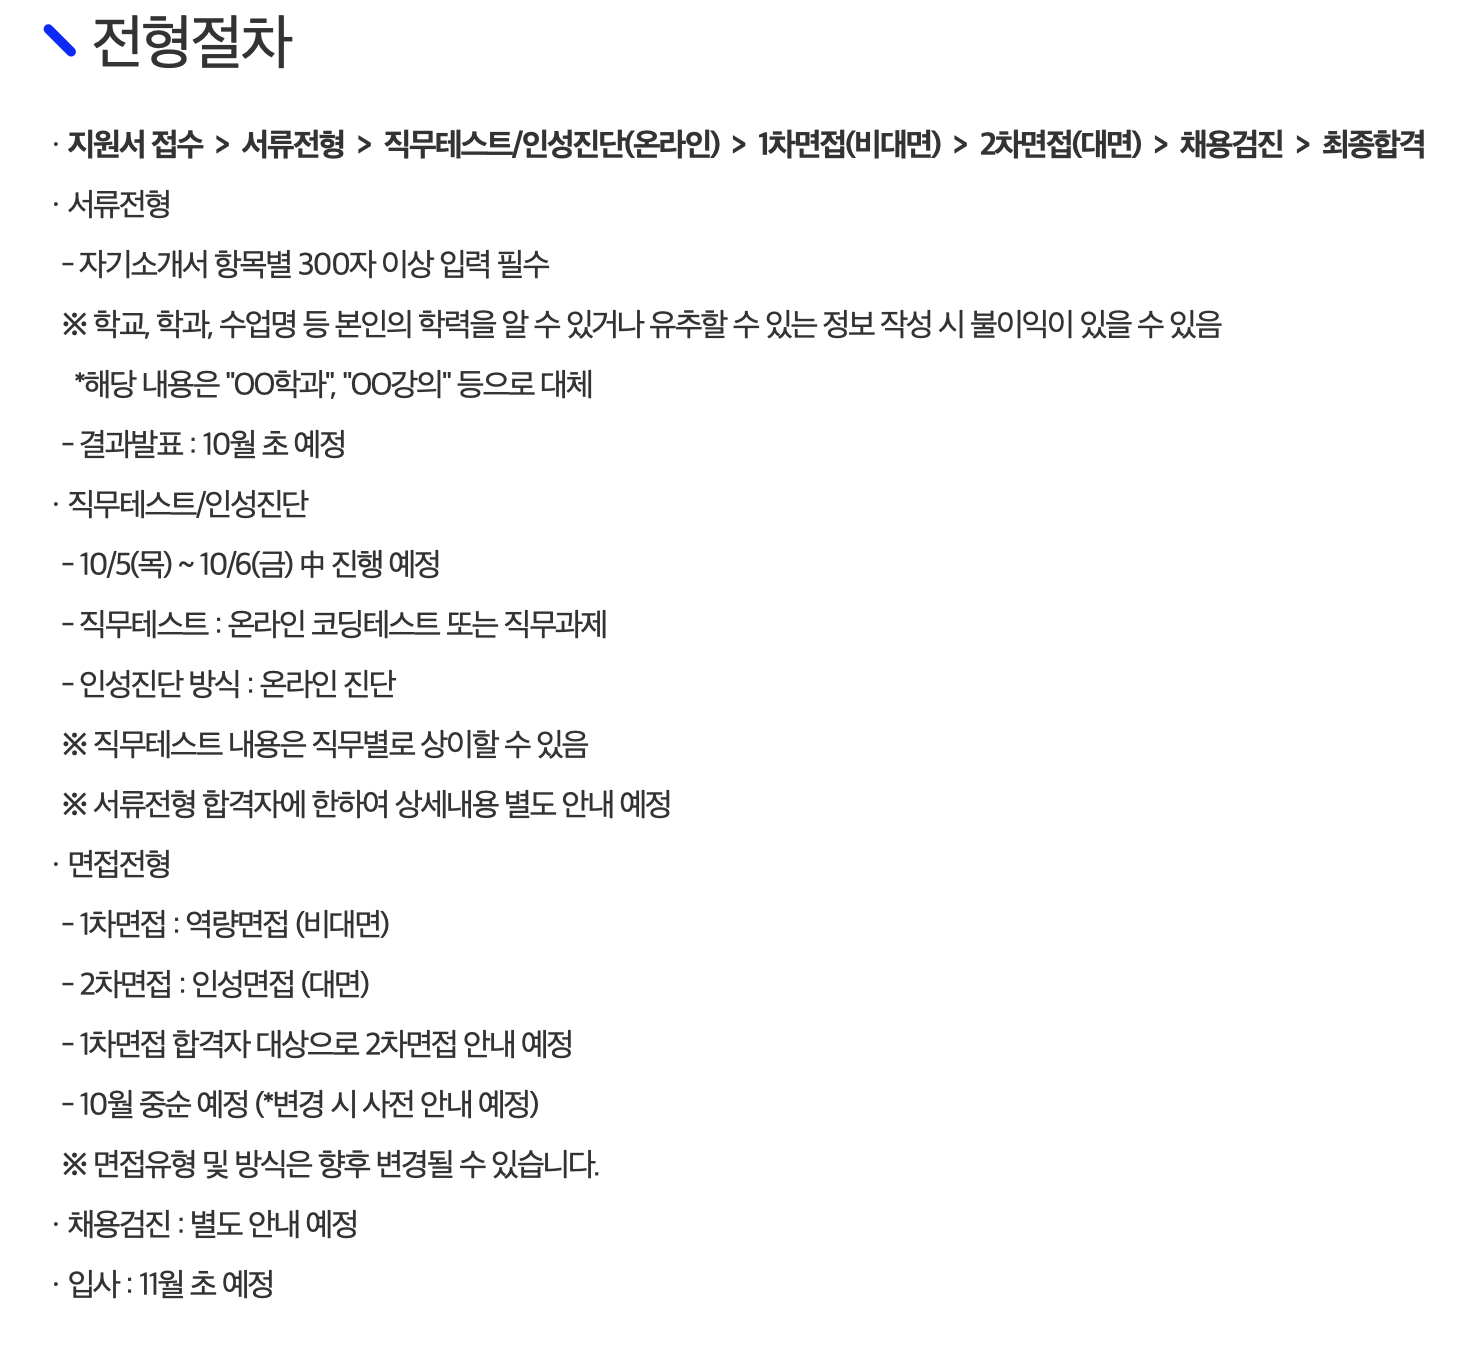 전형절차
· 지원서 접수 > 서류전형 > 직무테스트/인성진단(온라인) > 1차면접(비대면) > 2차면접(대면) > 채용검진 > 최종합격
· 서류전형
- 자기소개서 항목별 300자 이상 입력 필수
※ 학교, 학과, 수업명 등 본인의 학력을 알 수 있거나 유추할 수 있는 정보 작성 시 불이익이 있을 수 있음
*해당 내용은 "OO학과", "OO강의" 등으로 대체
- 결과발표 : 10월 초 예정
· 직무테스트/인성진단
- 10/5(목) ~ 10/6(금) 中 진행 예정
- 직무테스트 : 온라인 코딩테스트 또는 직무과제
- 인성진단 방식 : 온라인 진단
※ 직무테스트 내용은 직무별로 상이할 수 있음
※ 서류전형 합격자에 한하여 상세내용 별도 안내 예정
· 면접전형
- 1차면접 : 역량면접 (비대면)
- 2차면접 : 인성면접 (대면)
- 1차면접 합격자 대상으로 2차면접 안내 예정
- 10월 중순 예정 (*변경 시 사전 안내 예정)
※ 면접유형 및 방식은 향후 변경될 수 있습니다.
· 채용검진 : 별도 안내 예정
· 입사 : 11월 초 예정